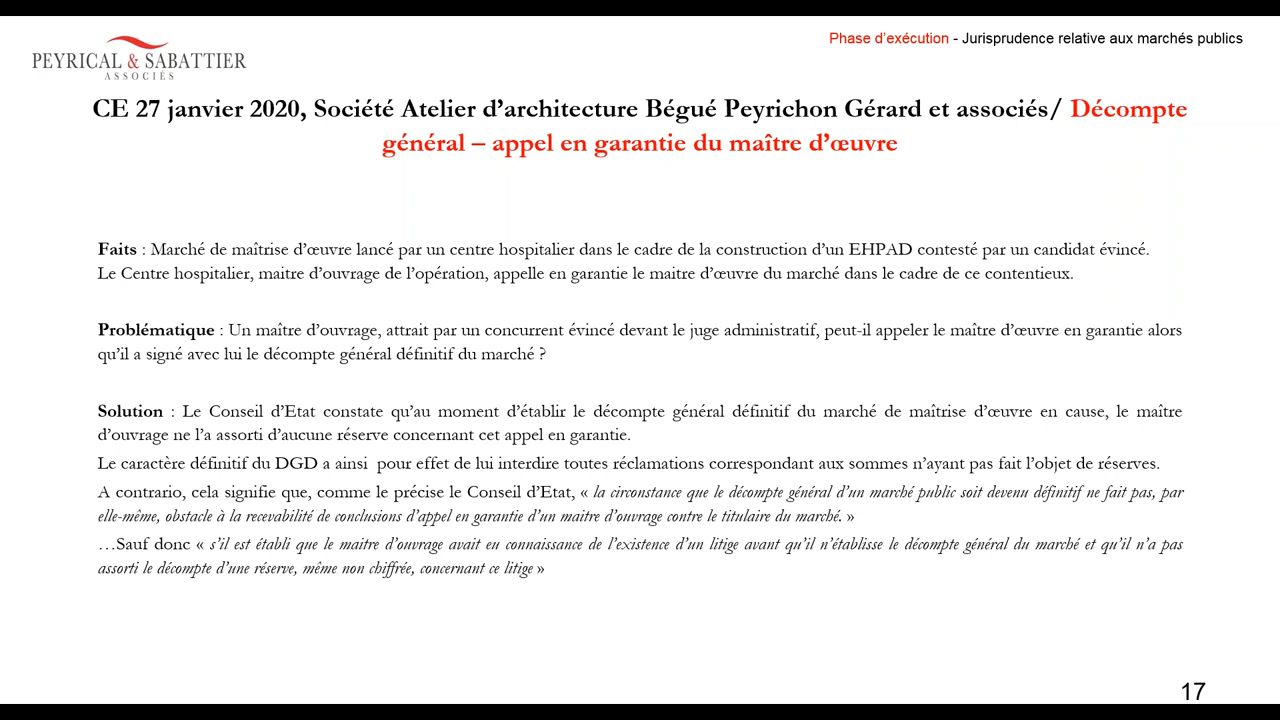 PEYRICAL & SABATTIER
ASSOCIÉS
Phase d'exécution - Jurisprudence relative aux marchés publics
CE 27 janvier 2020, Société Atelier d'architecture Bégué Peyrichon Gérard et associés/ Décompte
général – appel en garantie du maître d'œuvre
Faits : Marché de maîtrise d'œuvre lancé par un centre hospitalier dans le cadre de la construction d'un EHPAD contesté par un candidat évincé.
Le Centre hospitalier, maitre d'ouvrage de l'opération, appelle en garantie le maitre d'œuvre du marché dans le cadre de ce contentieux.
Problématique : Un maître d'ouvrage, attrait par un concurrent évincé devant le juge administratif, peut-il appeler le maître d'œuvre en garantie alors
qu'il a signé avec lui le décompte général définitif du marché ?
Solution : Le Conseil d'Etat constate qu'au moment d'établir le décompte général définitif du marché de maîtrise d'œuvre en cause, le maître
d'ouvrage ne l'a assorti d'aucune réserve concernant cet appel en garantie.
Le caractère définitif du DGD a ainsi pour effet de lui interdire toutes réclamations correspondant aux sommes n'ayant pas fait l'objet de réserves.
A contrario, cela signifie que, comme le précise le Conseil d'Etat, « la circonstance que le décompte général d'un marché public soit devenu définitif ne fait pas, par
elle-même, obstacle à la recevabilité de conclusions d'appel en garantie d'un maitre d'ouvrage contre le titulaire du marché. »
…Sauf donc « s'il est établi que le maitre d'ouvrage avait eu connaissance de l'existence d'un litige avant qu'il n'établisse le décompte général du marché et qu'il n'a pas
assorti le décompte d'une réserve, même non chiffrée, concernant ce litige »
17